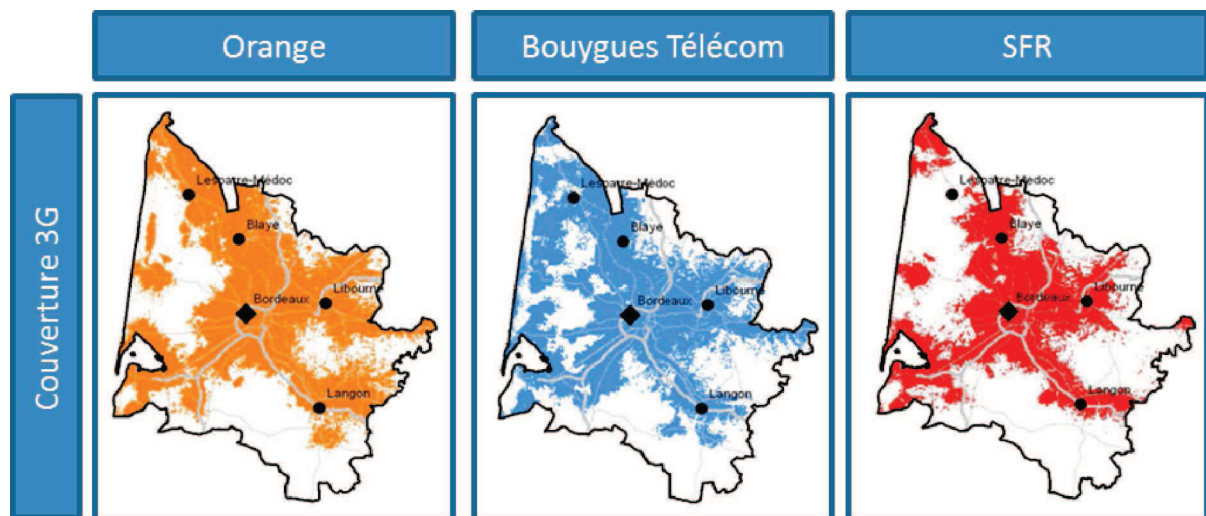 Orange
Bouygues Télécom
SFR
Couverture 3G
Lesparre-Médoc
Blaye
Bordeaux
Libourne
Langon
Lesparre-Médoc
Blaye
Bordeaux
Libourne
Langon
Lesparre-Médoc
Blaye
Bordeaux
Libourne
Langon